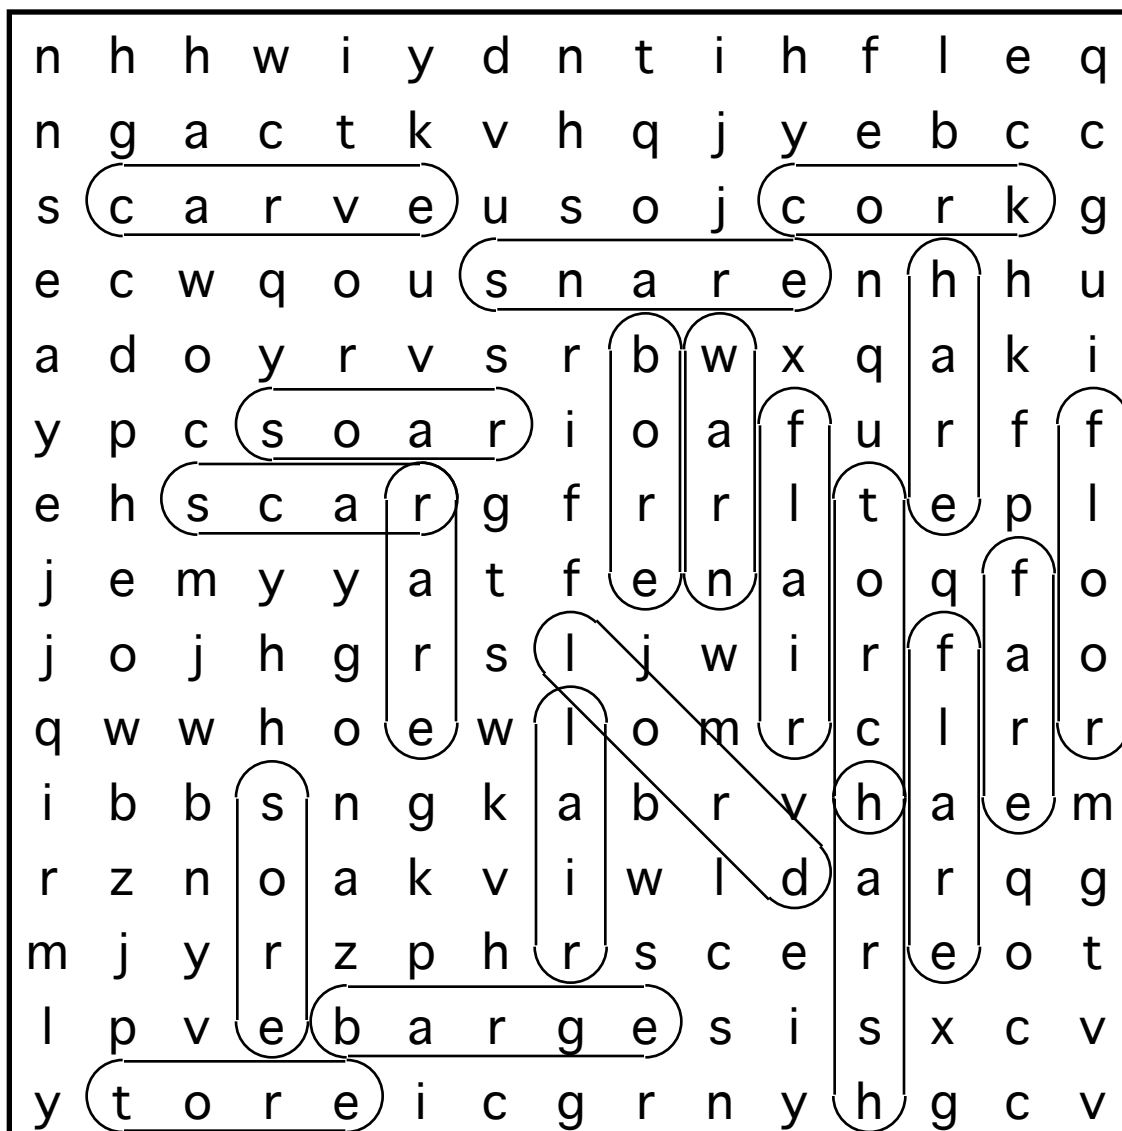 n h h w i y d n t i h f l e q
n g a c t k v h q j y e b c c
s c a r v e u s o j c o r k g
e c w q o u s n a r e n h h u
a d o y r v s r b w x q a k i
y p c s o a r i o a f u r f f
e h s c a r g f r r l t e p l
j e m y y a t f e n a o q f o
j o j h g r s l j w i r f a o
q w w h o e w l o m r c l r r
i b b s n g k a b r v h a e m
r z n o a k v i w l d a r q g
m j y r z p h r s c e r e o t
l p v e b a r g e s i s x c v
y t o r e i c g r n y h g c v